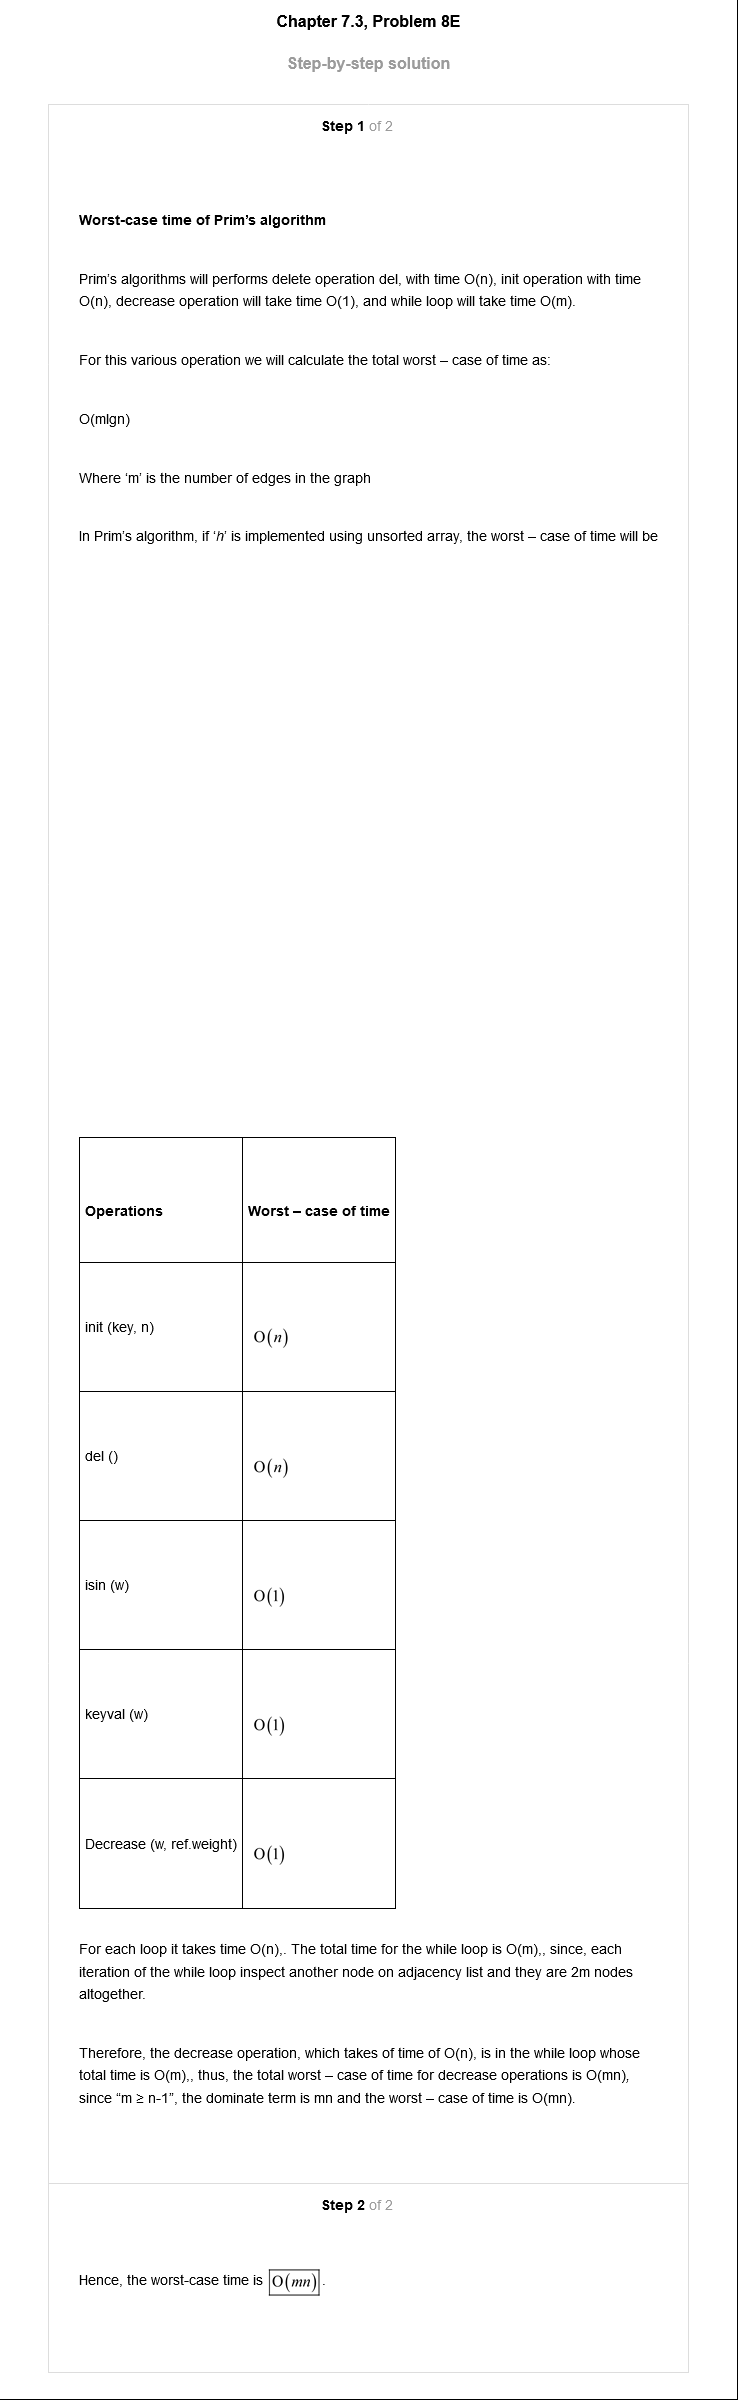 Chapter 7.3, Problem 8E
Step-by-step solution
Step 1 of 2
Worst-case time of Prim’s algorithm
Prim’s algorithms will performs delete operation del, with time O(n), init operation with time
O(n), decrease operation will take time O(1), and while loop will take time O(m).
For this various operation we will calculate the total worst – case of time as:
O(mlgn)
Where ‘m’ is the number of edges in the graph
In Prim’s algorithm, if ‘h’ is implemented using unsorted array, the worst – case of time will be
Operations Worst – case of time
init (key, n) O(n)
del () O(n)
isin (w) O(1)
keyval (w) O(1)
Decrease (w, ref.weight) O(1)
For each loop it takes time O(n),. The total time for the while loop is O(m),, since, each
iteration of the while loop inspect another node on adjacency list and they are 2m nodes
altogether.
Therefore, the decrease operation, which takes of time of O(n), is in the while loop whose
total time is O(m),, thus, the total worst – case of time for decrease operations is O(mn),
since “m ≥ n-1”, the dominate term is mn and the worst – case of time is O(mn).
Step 2 of 2
Hence, the worst-case time is O(mn).